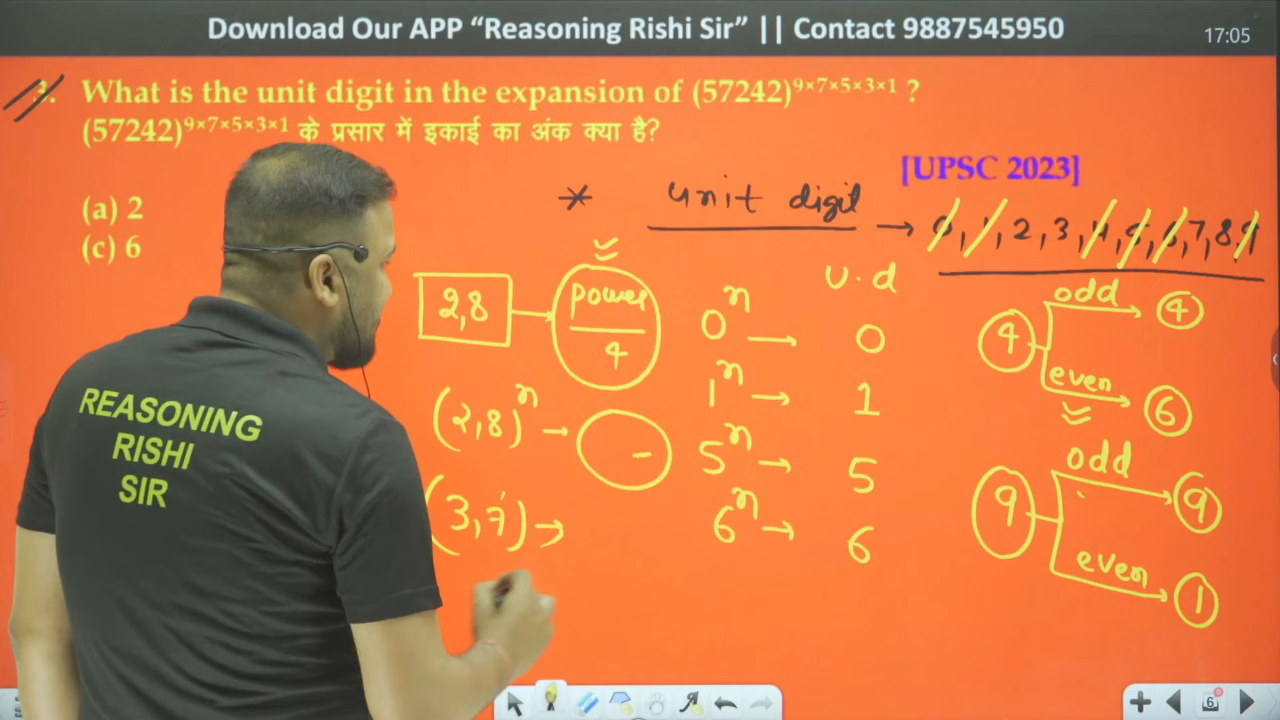 Download Our APP “Reasoning Rishi Sir” || Contact 9887545950
17:05
3. What is the unit digit in the expansion of (57242)^9×7×5×3×1 ?
(57242)^9×7×5×3×1 के प्रसार में इकाई का अंक क्या है?
[UPSC 2023]
(a) 2
(c) 6
* unit digit → 0, 1, 2, 3, 4, 5, 6, 7, 8, 9
u.d
2,8 → power/4
(2,8)^n → -
(3,7) →
0^n → 0
1^n → 1
5^n → 5
6^n → 6
4 odd → 4
even → 6
9 odd → 9
even → 1
REASONING
RISHI
SIR
6